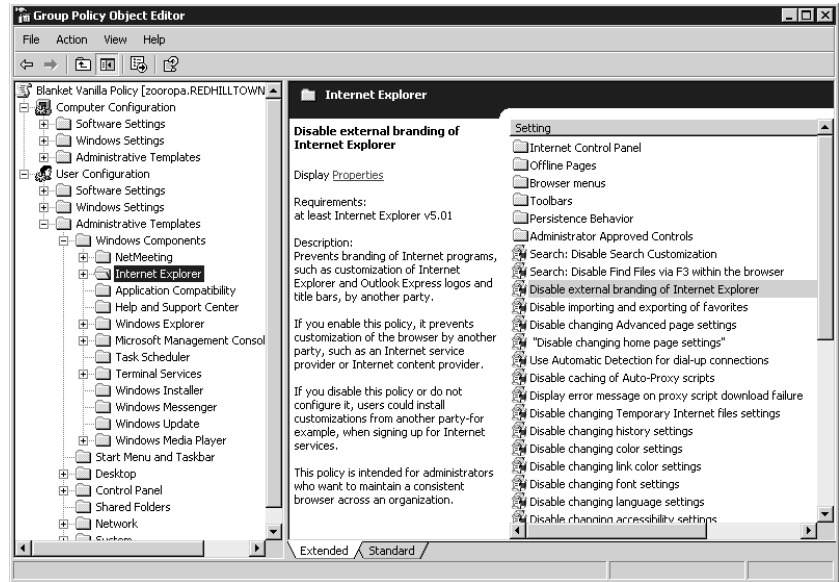 Group Policy Object Editor
File Action View Help
Blanket Vanilla Policy [zooropa.REDHILLTOWN
Computer Configuration
Software Settings
Windows Settings
Administrative Templates
User Configuration
Software Settings
Windows Settings
Administrative Templates
Windows Components
NetMeeting
Internet Explorer
Application Compatibility
Help and Support Center
Windows Explorer
Microsoft Management Consol
Task Scheduler
Terminal Services
Windows Installer
Windows Messenger
Windows Update
Windows Media Player
Start Menu and Taskbar
Desktop
Control Panel
Shared Folders
Network
System
Internet Explorer
Disable external branding of
Internet Explorer
Display Properties
Requirements:
at least Internet Explorer v5.01
Description:
Prevents branding of Internet programs,
such as customization of Internet
Explorer and Outlook Express logos and
title bars, by another party.
If you enable this policy, it prevents
customization of the browser by another
party, such as an Internet service
provider or Internet content provider.
If you disable this policy or do not
configure it, users could install
customizations from another party-for
example, when signing up for Internet
services.
This policy is intended for administrators
who want to maintain a consistent
browser across an organization.
Setting
Internet Control Panel
Offline Pages
Browser menus
Toolbars
Persistence Behavior
Administrator Approved Controls
Search: Disable Search Customization
Search: Disable Find Files via F3 within the browser
Disable external branding of Internet Explorer
Disable importing and exporting of favorites
Disable changing Advanced page settings
"Disable changing home page settings"
Use Automatic Detection for dial-up connections
Disable caching of Auto-Proxy scripts
Display error message on proxy script download failure
Disable changing Temporary Internet files settings
Disable changing history settings
Disable changing color settings
Disable changing link color settings
Disable changing font settings
Disable changing language settings
Disable changing accessibility settings
Extended Standard